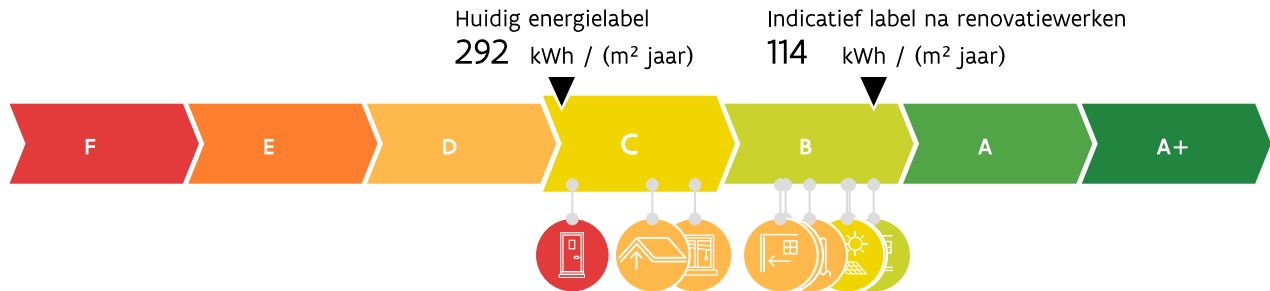 Huidig energielabel
292 kWh / (m² jaar)
Indicatief label na renovatiewerken
114 kWh / (m² jaar)
F E D C B A A+